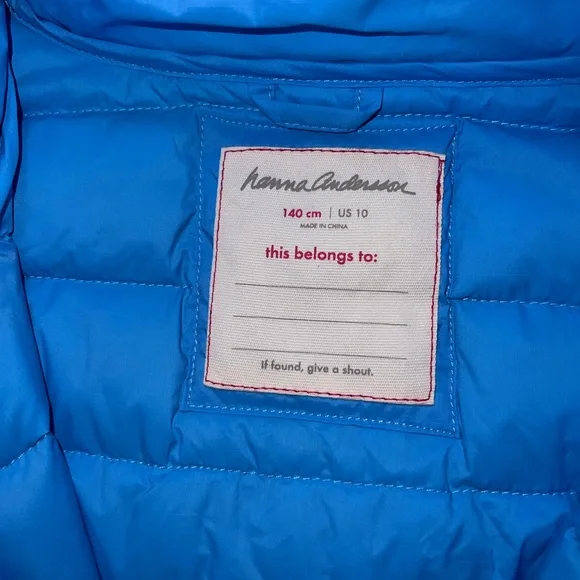 hanna andersson
140 cm | US 10
MADE IN CHINA
this belongs to:
If found, give a shout.